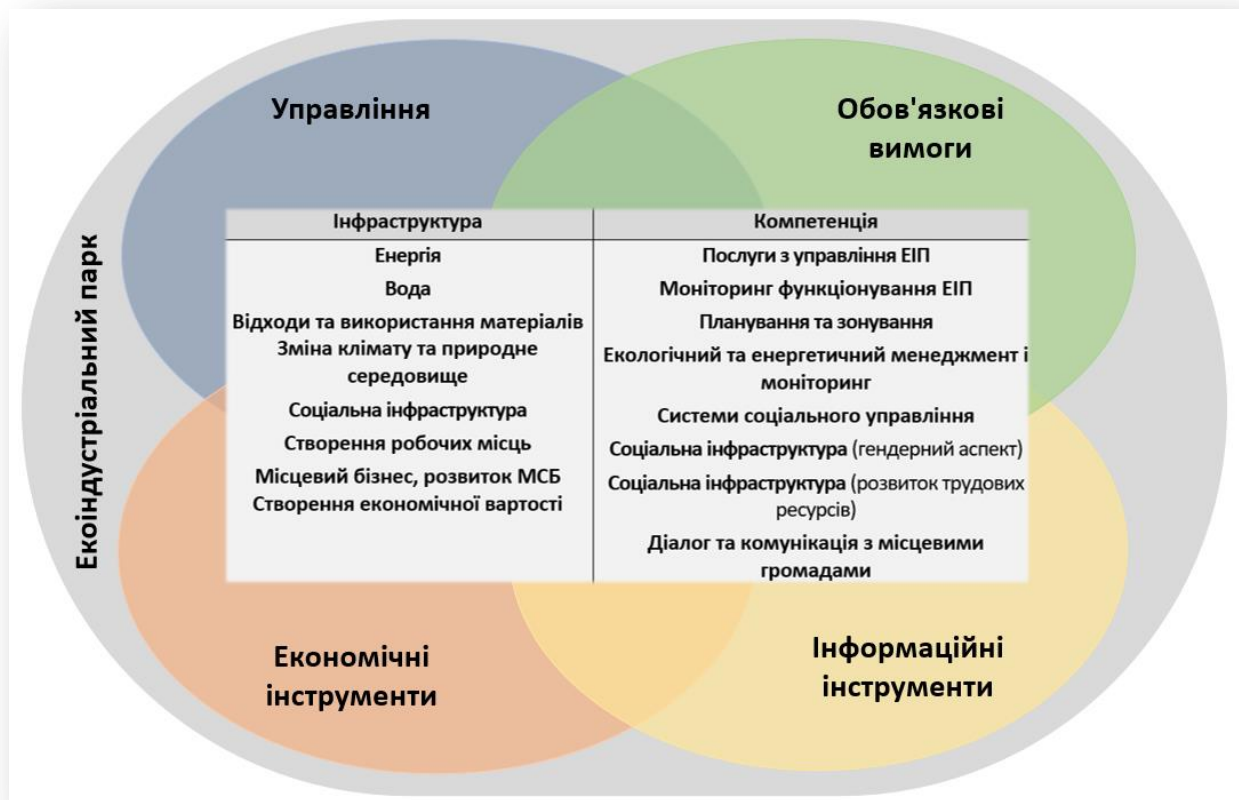 Управління
Обов'язкові
вимоги
Екоіндустріальний парк
Інфраструктура
Енергія
Вода
Відходи та використання матеріалів
Зміна клімату та природне
середовище
Соціальна інфраструктура
Створення робочих місць
Місцевий бізнес, розвиток МСБ
Створення економічної вартості
Компетенція
Послуги з управління ЕІП
Моніторинг функціонування ЕІП
Планування та зонування
Екологічний та енергетичний менеджмент і
моніторинг
Системи соціального управління
Соціальна інфраструктура (гендерний аспект)
Соціальна інфраструктура (розвиток трудових
ресурсів)
Діалог та комунікація з місцевими
громадами
Економічні
інструменти
Інформаційні
інструменти